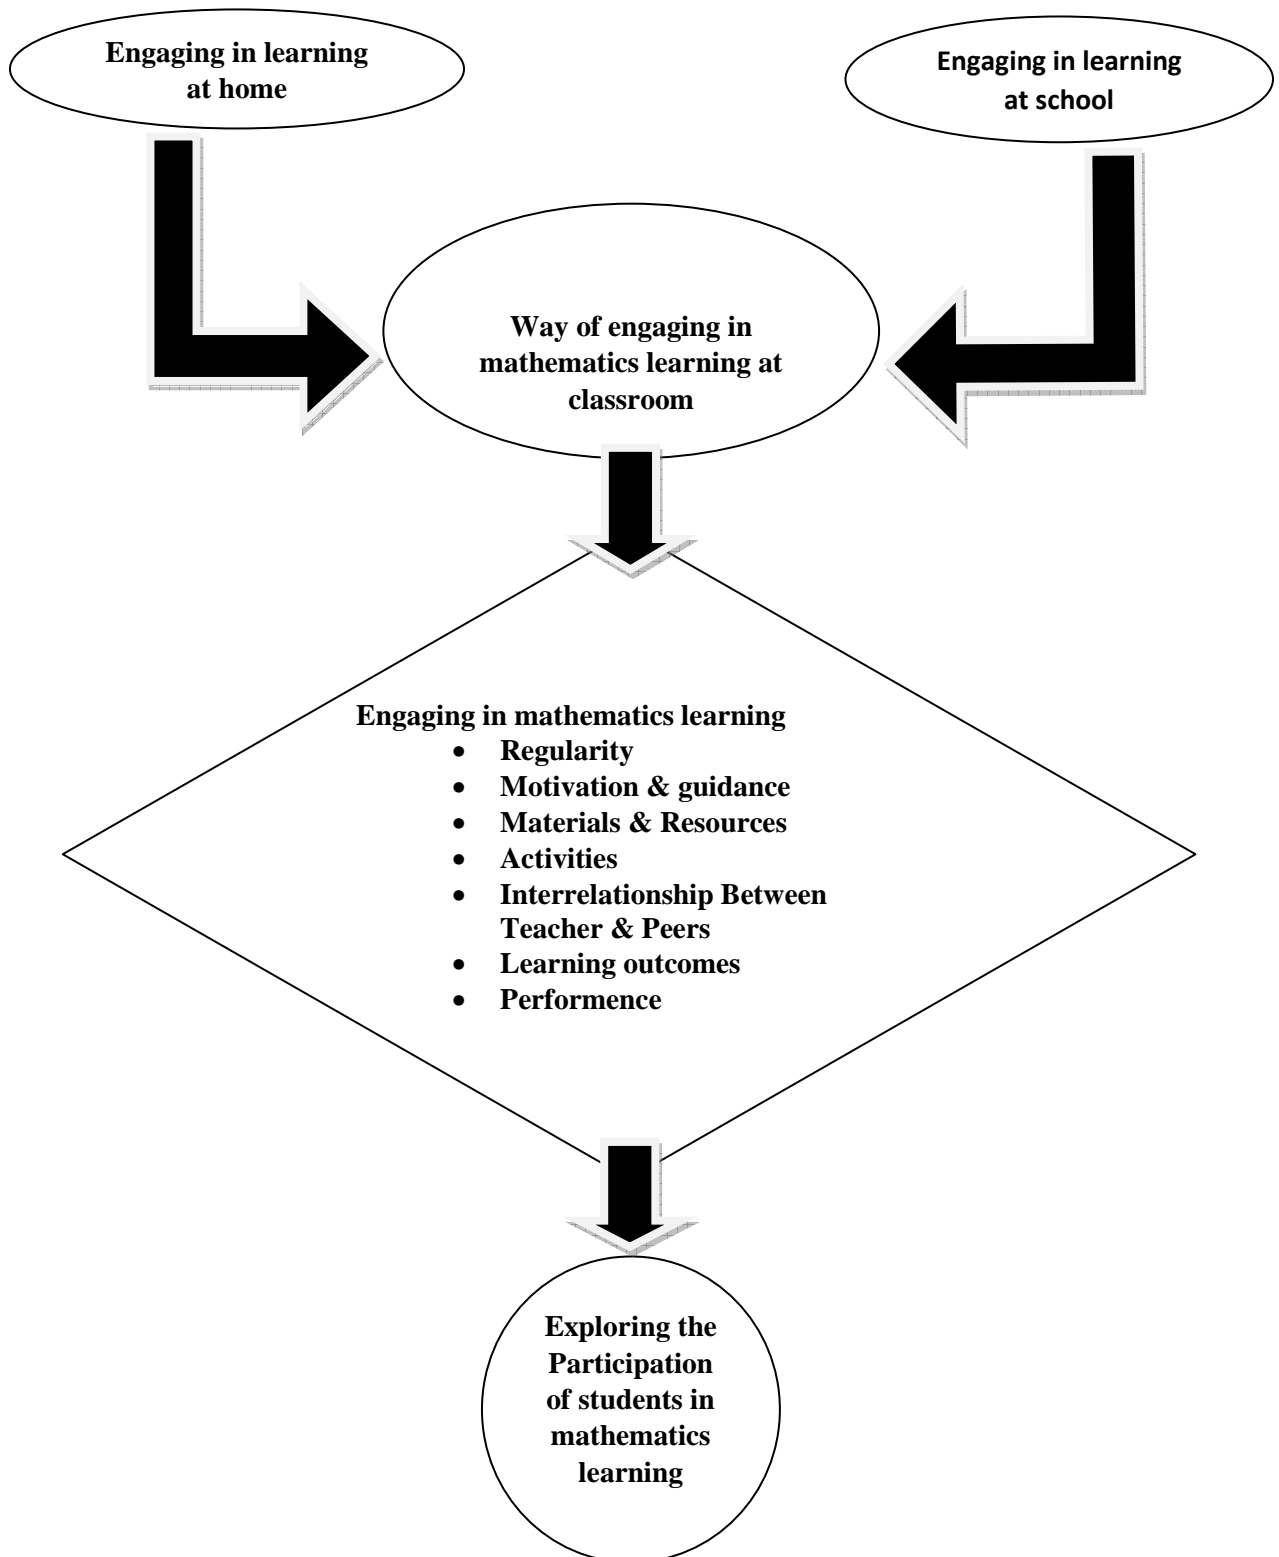 Engaging in learning
at home
Engaging in learning
at school
Way of engaging in
mathematics learning at
classroom
Engaging in mathematics learning
• Regularity
• Motivation & guidance
• Materials & Resources
• Activities
• Interrelationship Between
Teacher & Peers
• Learning outcomes
• Performence
Exploring the
Participation
of students in
mathematics
learning